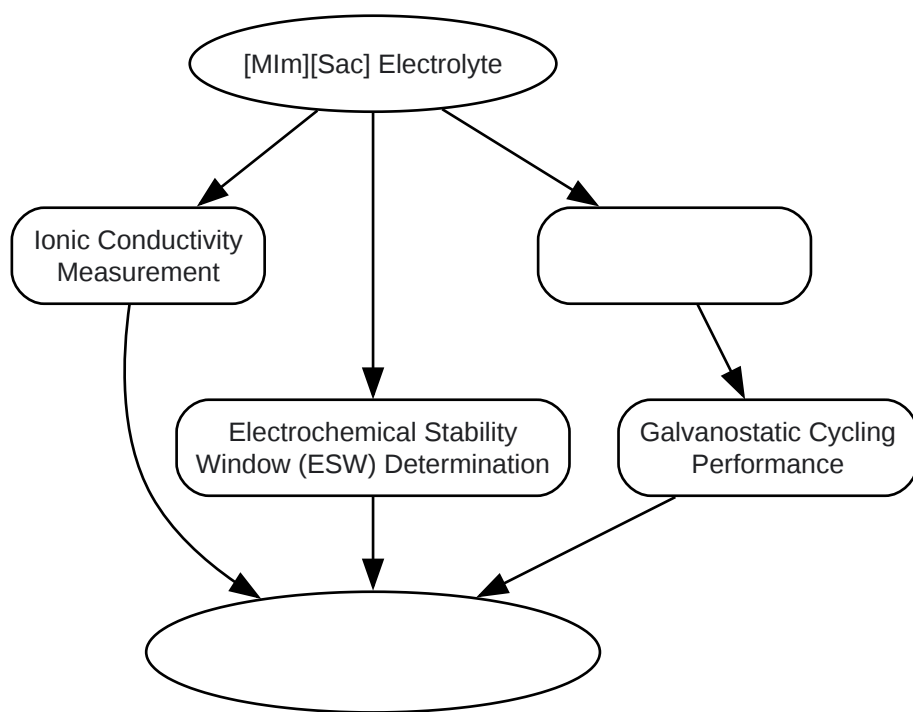 [MIm][Sac] Electrolyte
Ionic Conductivity
Measurement
Electrochemical Stability
Window (ESW) Determination
Galvanostatic Cycling
Performance